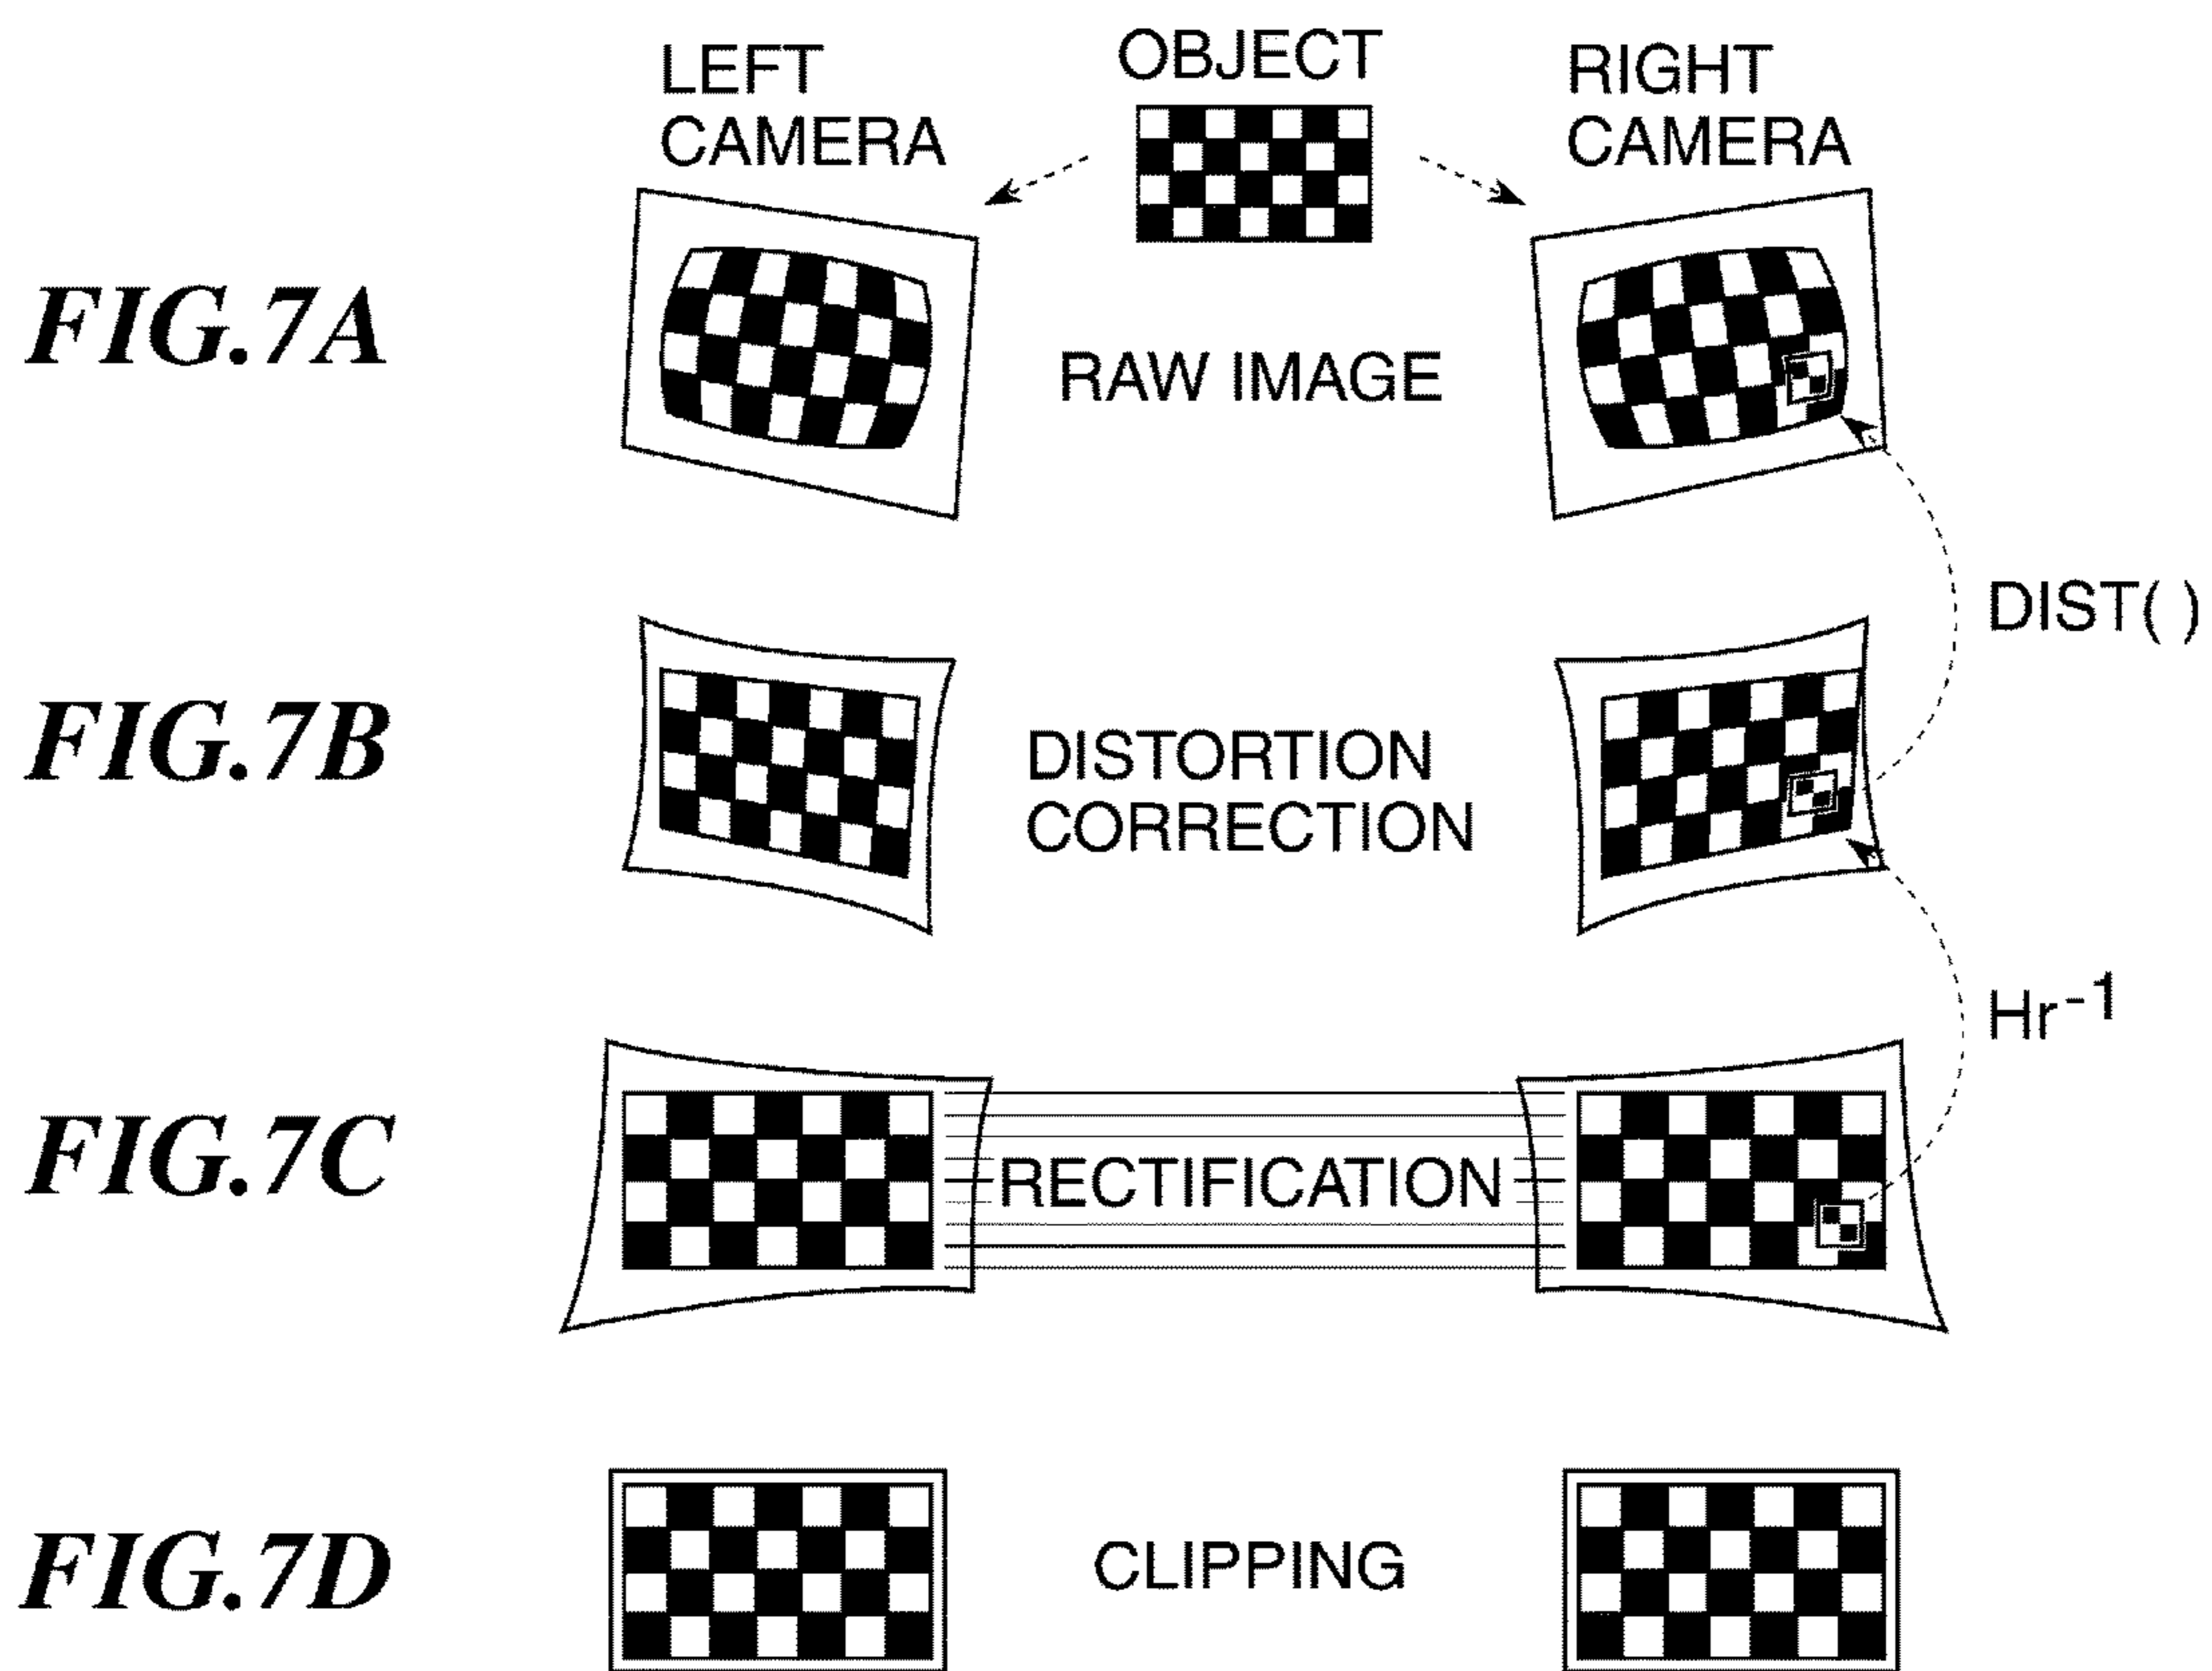 LEFT
CAMERA
OBJECT
RIGHT
CAMERA
FIG.7A
RAW IMAGE
DIST( )
FIG.7B
DISTORTION
CORRECTION
Hr-1
FIG.7C
RECTIFICATION
FIG.7D
CLIPPING